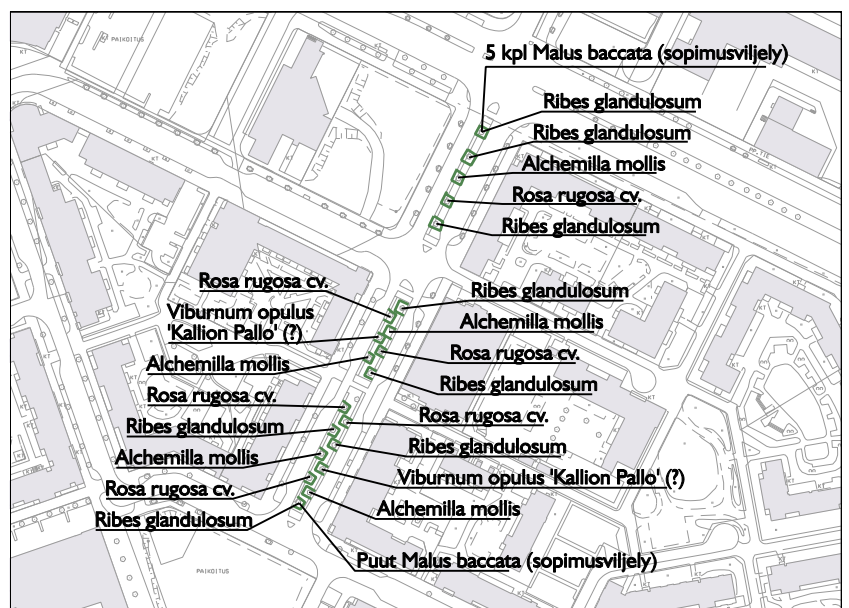 PAIKOITUS
KT
5 kpl Malus baccata (sopimusviljely)
Ribes glandulosum
Ribes glandulosum
Alchemilla mollis
PP.TIE
Rosa rugosa cv.
Ribes glandulosum
Rosa rugosa cv.
Ribes glandulosum
Viburnum opulus
'Kallion Pallo' (?)
Alchemilla mollis
Rosa rugosa cv.
Alchemilla mollis
Ribes glandulosum
Rosa rugosa cv.
Rosa rugosa cv.
Ribes glandulosum
Ribes glandulosum
Alchemilla mollis
Viburnum opulus 'Kallion Pallo' (?)
Rosa rugosa cv.
Alchemilla mollis
Ribes glandulosum
Puut Malus baccata (sopimusviljely)
PAIKOITUS